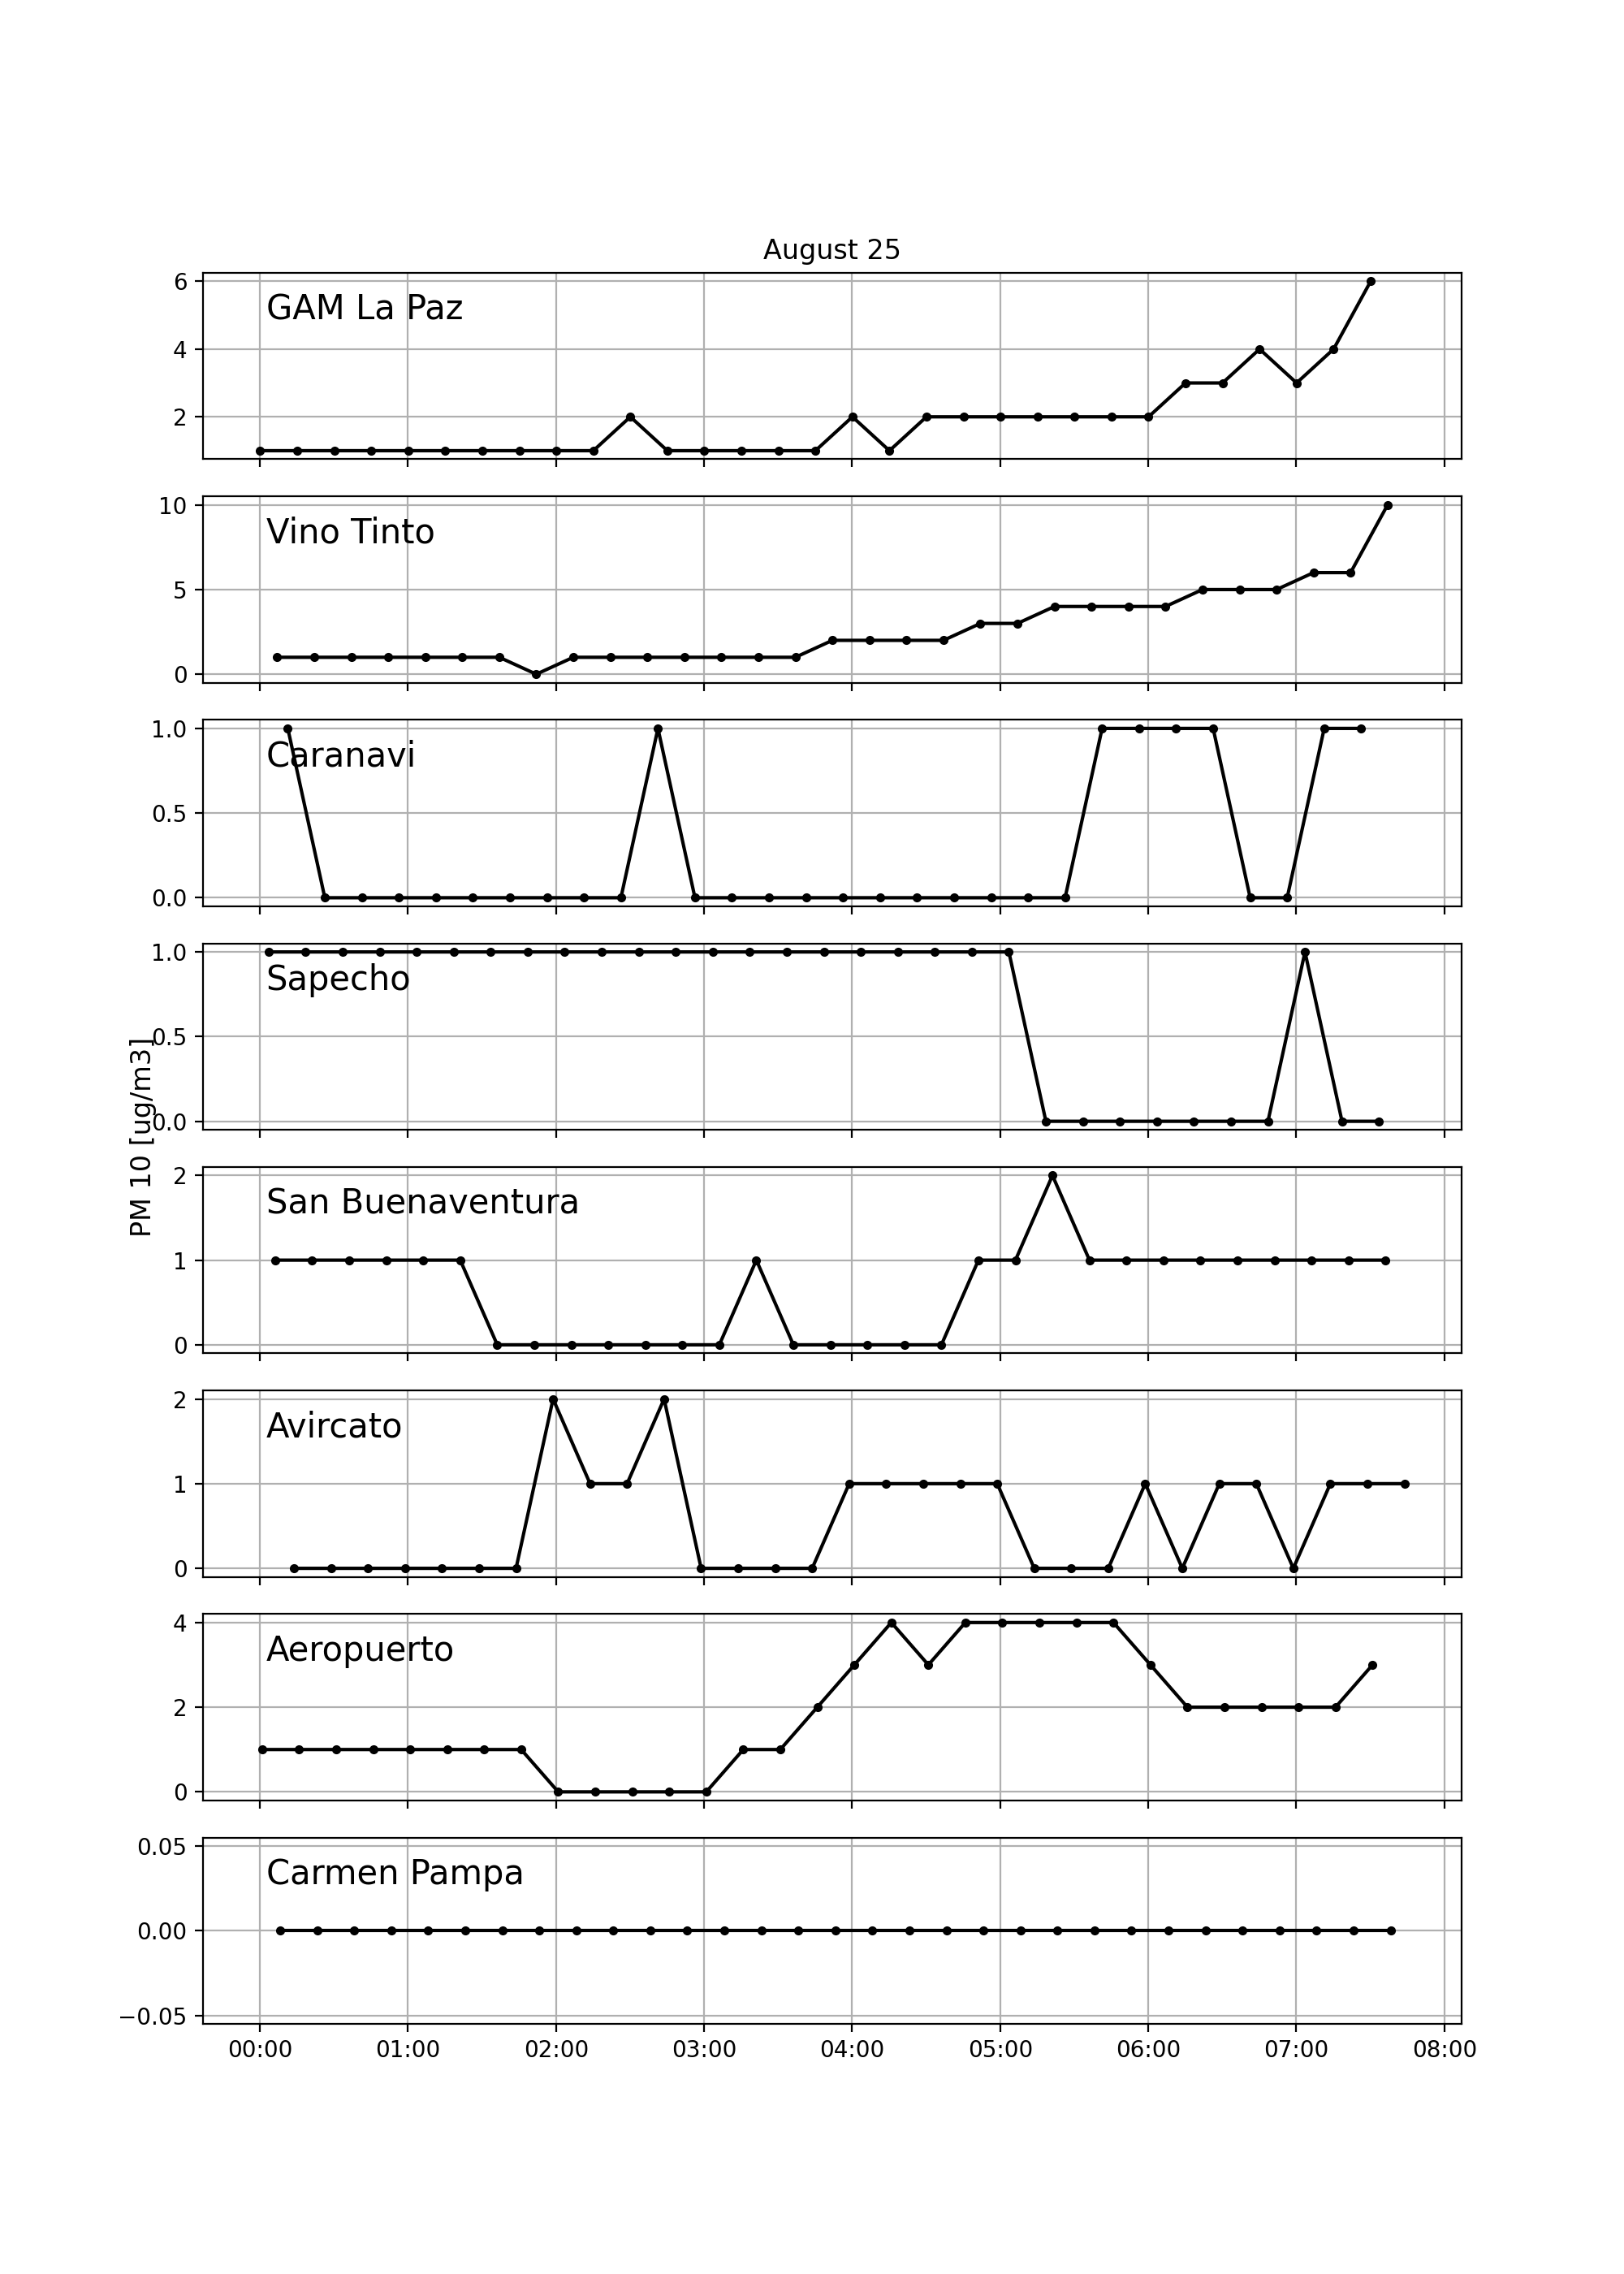 August 25
GAM La Paz
6
4
2
Vino Tinto
10
5
0
Caranavi
1.0
0.5
0.0
Sapecho
1.0
0.5
0.0
PM 10 [ug/m3]
San Buenaventura
2
1
0
Avircato
2
1
0
Aeropuerto
4
2
0
Carmen Pampa
0.05
0.00
−0.05
00:00 01:00 02:00 03:00 04:00 05:00 06:00 07:00 08:00